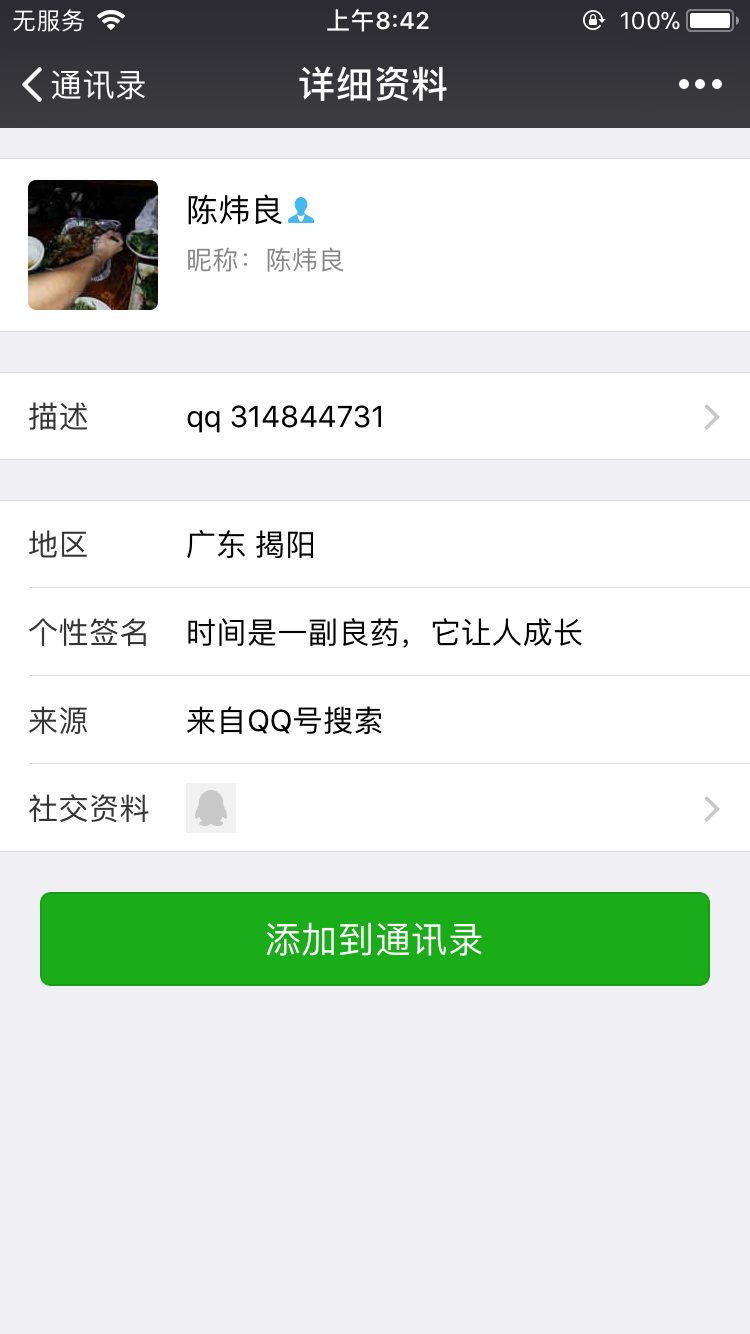 无服务 上午8:42 100%
通讯录 详细资料
陈炜良
昵称：陈炜良
描述 qq 314844731
地区 广东 揭阳
个性签名 时间是一副良药，它让人成长
来源 来自QQ号搜索
社交资料
添加到通讯录